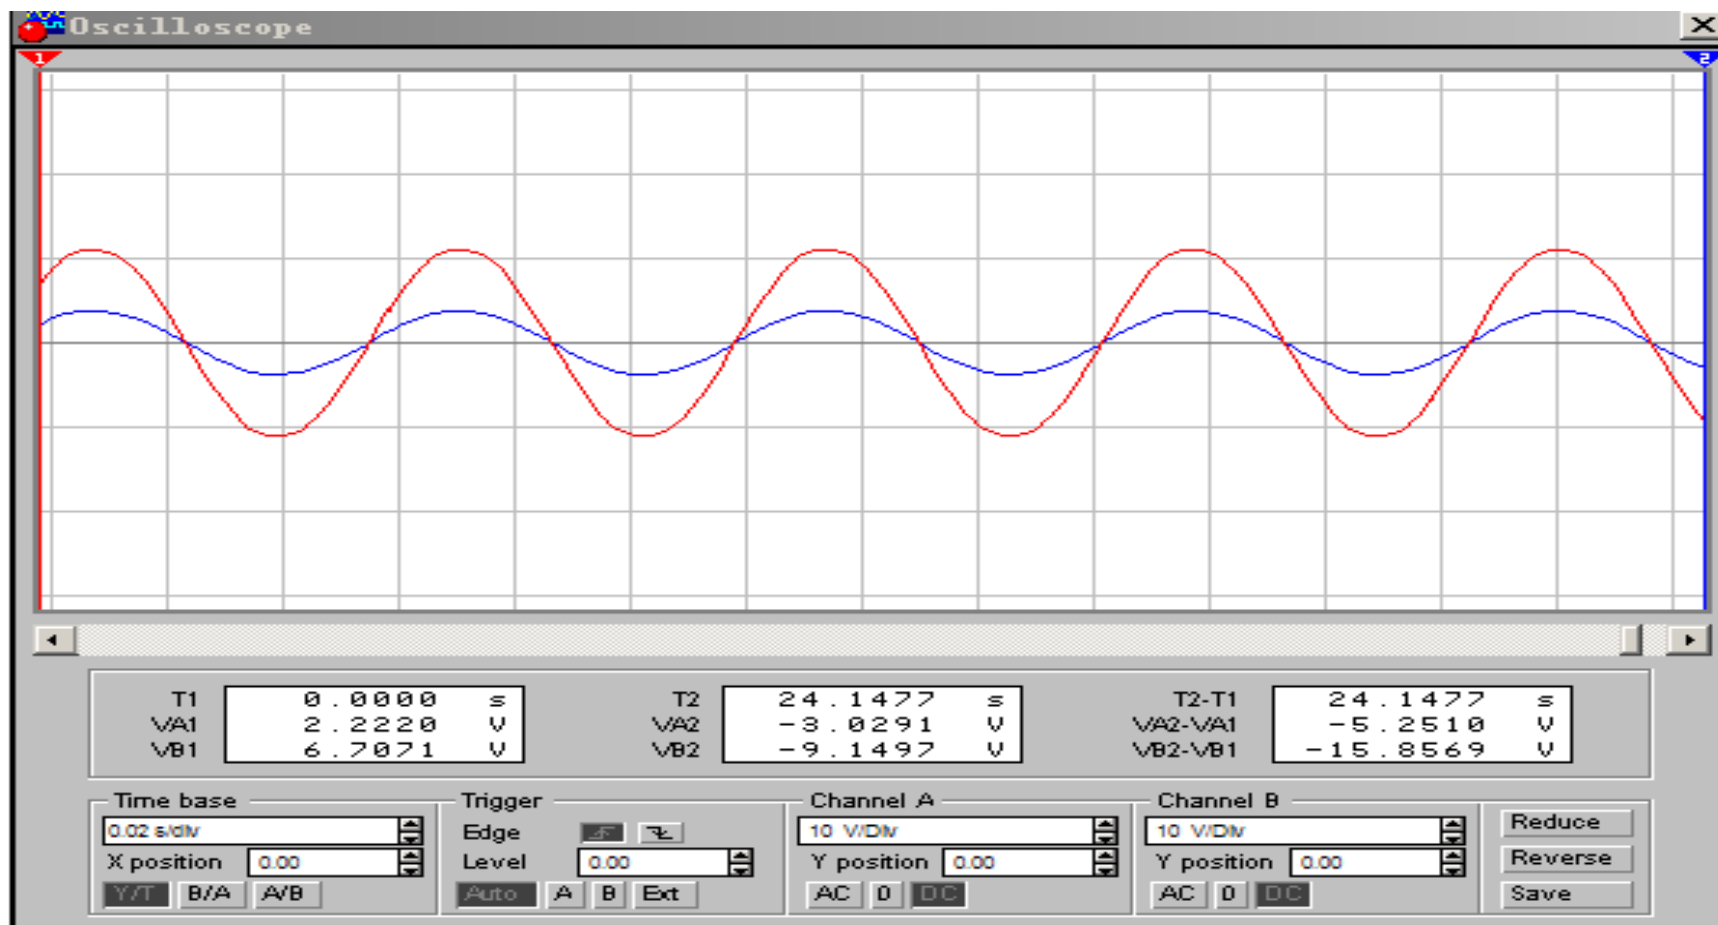 Oscilloscope
1 2
T1 0.0000 s T2 24.1477 s T2-T1 24.1477 s
VA1 2.2220 V VA2 -3.0291 V VA2-VA1 -5.2510 V
VB1 6.7071 V VB2 -9.1497 V VB2-VB1 -15.8569 V
Time base Trigger Channel A Channel B
0.02 s/div Edge 10 V/Div 10 V/Div Reduce
X position 0.00 Level 0.00 Y position 0.00 Y position 0.00 Reverse
Y/T B/A A/B Auto A B Ext AC 0 DC AC 0 DC Save